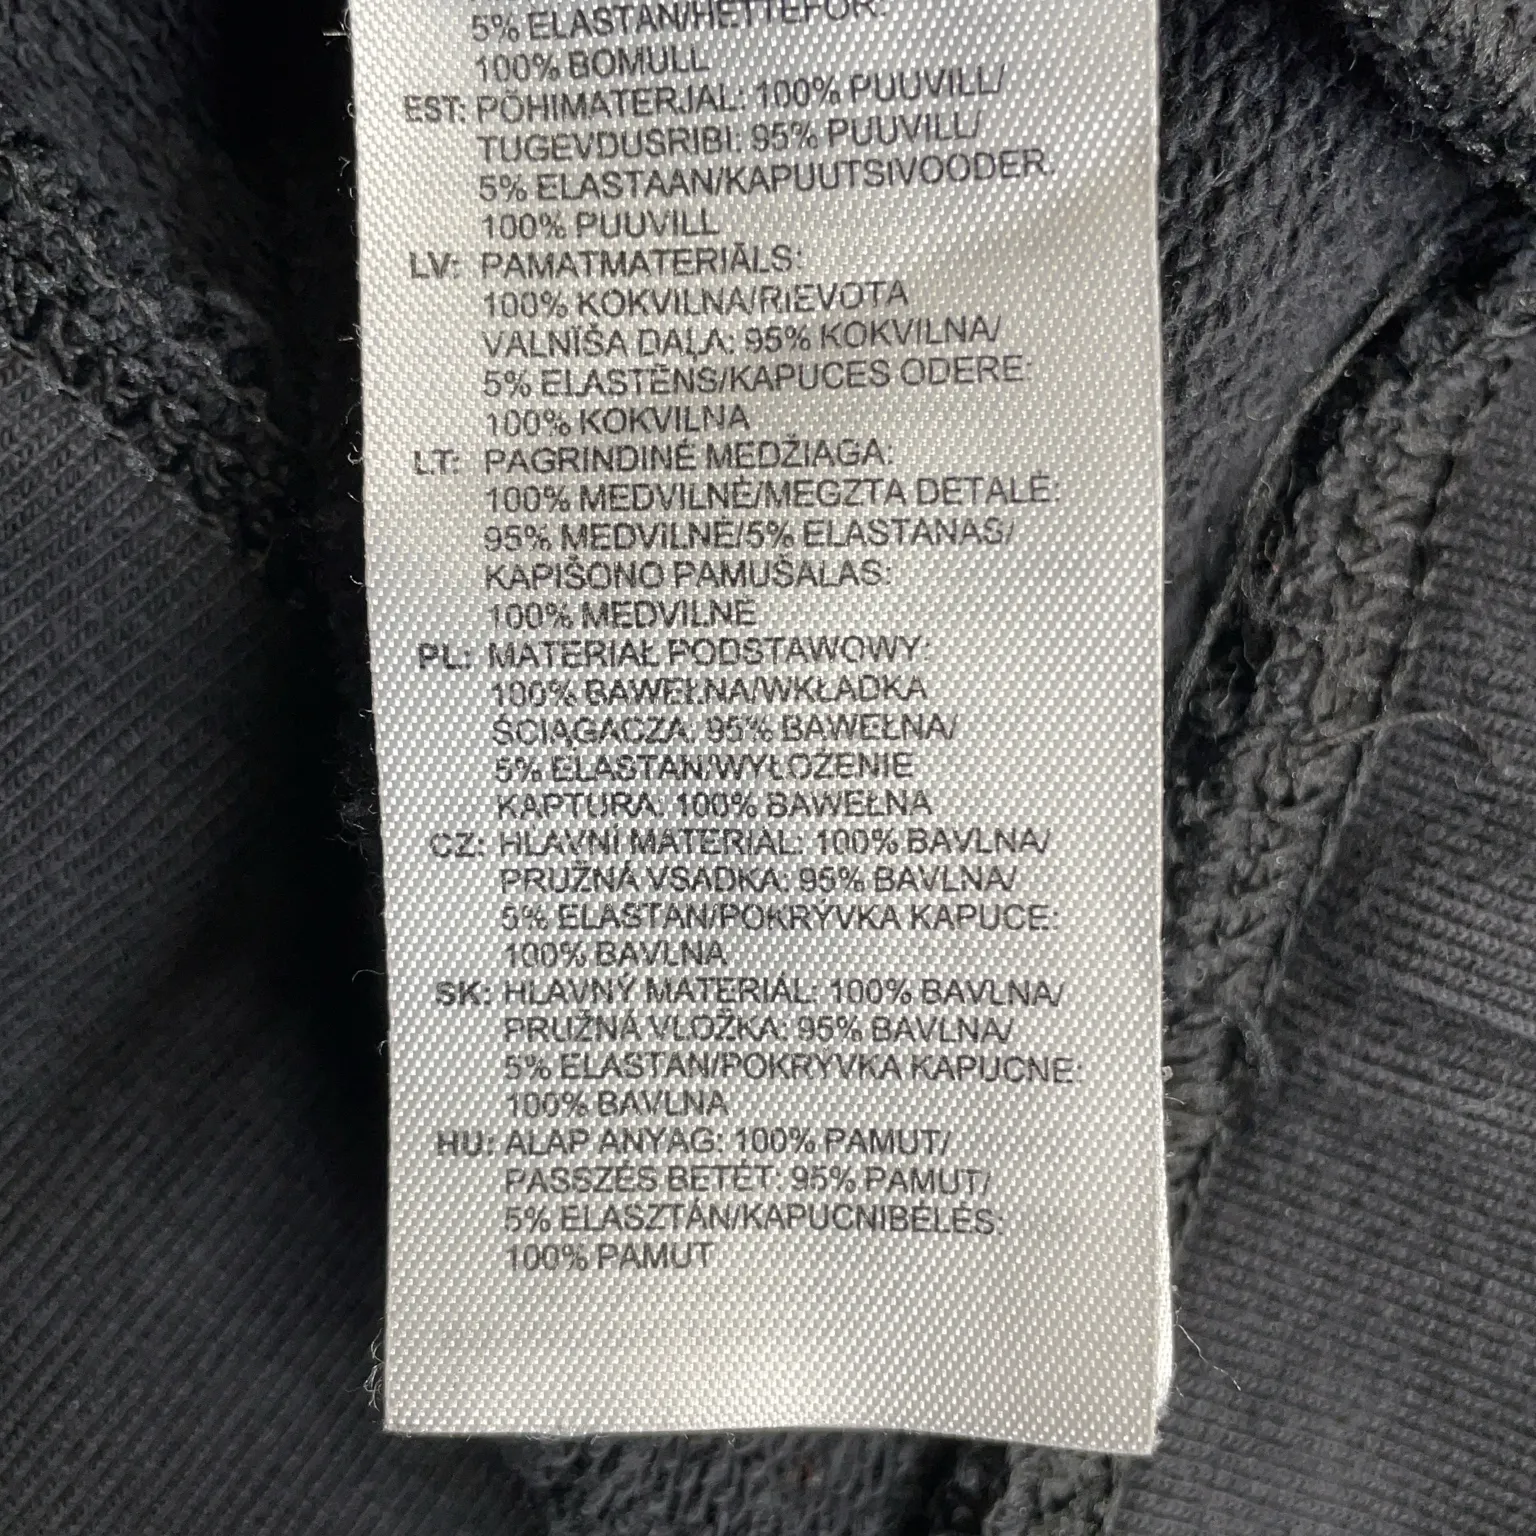 5% ELASTAN/HETTEFÔR:
100% BOMULL
EST: PÕHIMATERJAL: 100% PUUVILL/
TUGEVDUSRIBI: 95% PUUVILL/
5% ELASTAAN/KAPUUTSIVOODER.
100% PUUVILL
LV: PAMATMATERIĀLS:
100% KOKVILNA/RIEVOTA
VALNĪŠA DAĻA: 95% KOKVILNA/
5% ELASTĒNS/KAPUCES ODERE:
100% KOKVILNA
LT: PAGRINDINĖ MEDŽIAGA:
100% MEDVILNĖ/MEGZTA DETALĖ:
95% MEDVILNĖ/5% ELASTANAS/
KAPIŠONO PAMUŠALAS:
100% MEDVILNĖ
PL: MATERIAŁ PODSTAWOWY:
100% BAWEŁNA/WKŁADKA
ŚCIĄGACZA: 95% BAWEŁNA/
5% ELASTAN/WYŁOŻENIE
KAPTURA: 100% BAWEŁNA
CZ: HLAVNÍ MATERIÁL: 100% BAVLNA/
PRUŽNÁ VSADKA: 95% BAVLNA/
5% ELASTAN/POKRÝVKA KAPUCE:
100% BAVLNA
SK: HLAVNÝ MATERIÁL: 100% BAVLNA/
PRUŽNÁ VLOŽKA: 95% BAVLNA/
5% ELASTAN/POKRÝVKA KAPUCNE:
100% BAVLNA
HU: ALAP ANYAG: 100% PAMUT/
PASSZÉS BETÉT: 95% PAMUT/
5% ELASZTÁN/KAPUCNIBÉLÉS:
100% PAMUT